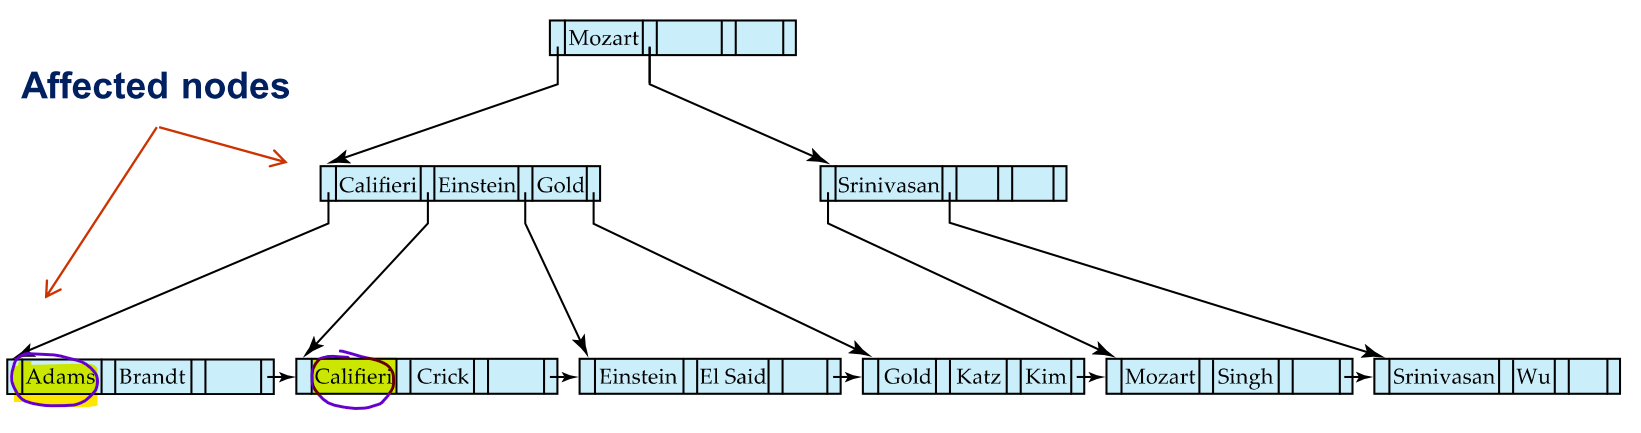 Mozart
Affected nodes
Califieri Einstein Gold
Srinivasan
Adams Brandt
Califieri Crick
Einstein El Said
Gold Katz Kim
Mozart Singh
Srinivasan Wu